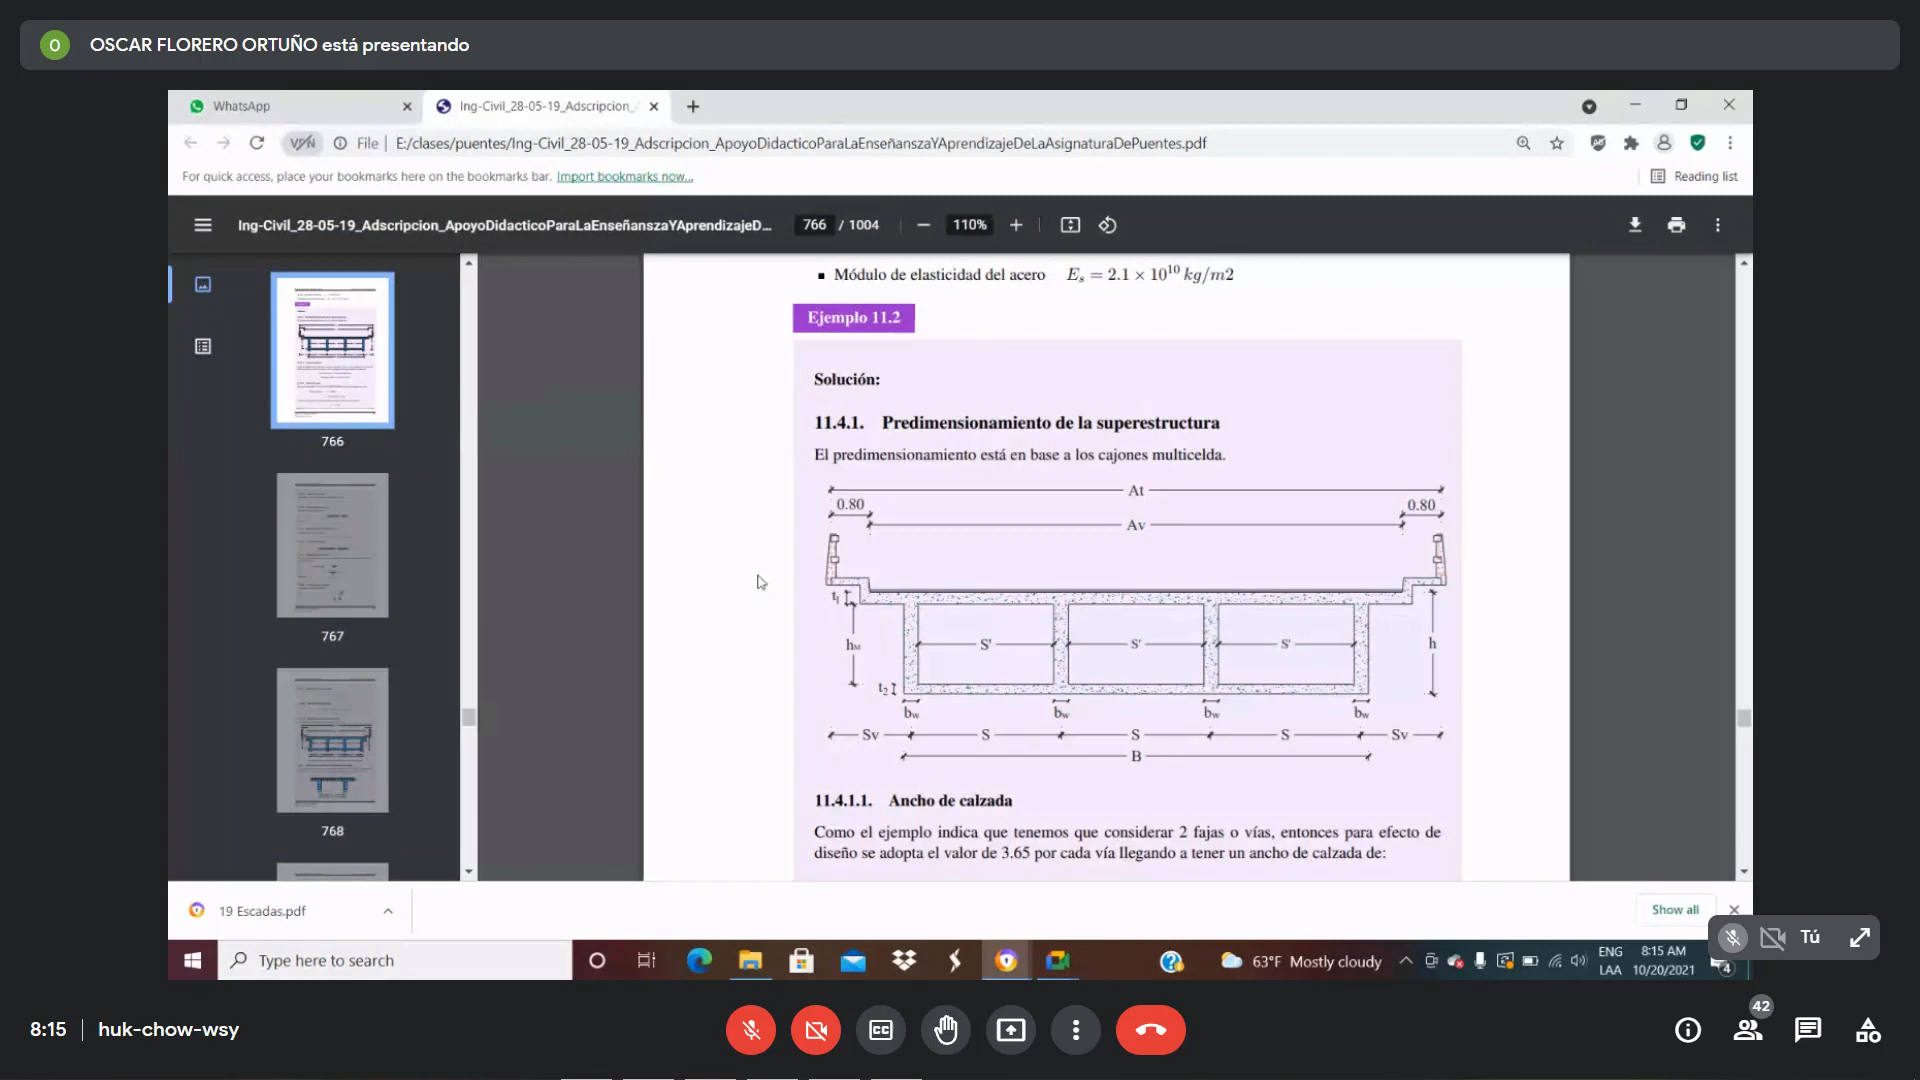 O OSCAR FLORERO ORTUÑO está presentando
WhatsApp
Ing-Civil_28-05-19_Adscripcion_
VPN File E:/clases/puentes/Ing-Civil_28-05-19_Adscripcion_ApoyoDidacticoParaLaEnseñanszaYAprendizajeDeLaAsignaturaDePuentes.pdf
For quick access, place your bookmarks here on the bookmarks bar. Import bookmarks now...
Reading list
Ing-Civil_28-05-19_Adscripcion_ApoyoDidacticoParaLaEnseñanszaYAprendizajeD... 766 / 1004 110%
▪ Módulo de elasticidad del acero E_s = 2.1 × 10^10 kg/m2
Ejemplo 11.2
Solución:
11.4.1. Predimensionamiento de la superestructura
El predimensionamiento está en base a los cajones multicelda.
At
0.80 0.80
Av
t1
hM S' S' S' h
t2
bw bw bw bw
Sv S S S Sv
B
11.4.1.1. Ancho de calzada
Como el ejemplo indica que tenemos que considerar 2 fajas o vías, entonces para efecto de
diseño se adopta el valor de 3.65 por cada vía llegando a tener un ancho de calzada de:
766
767
768
19 Escadas.pdf
Show all
Tú
Type here to search
63°F Mostly cloudy
ENG 8:15 AM
LAA 10/20/2021
4
8:15 huk-chow-wsy
CC
42